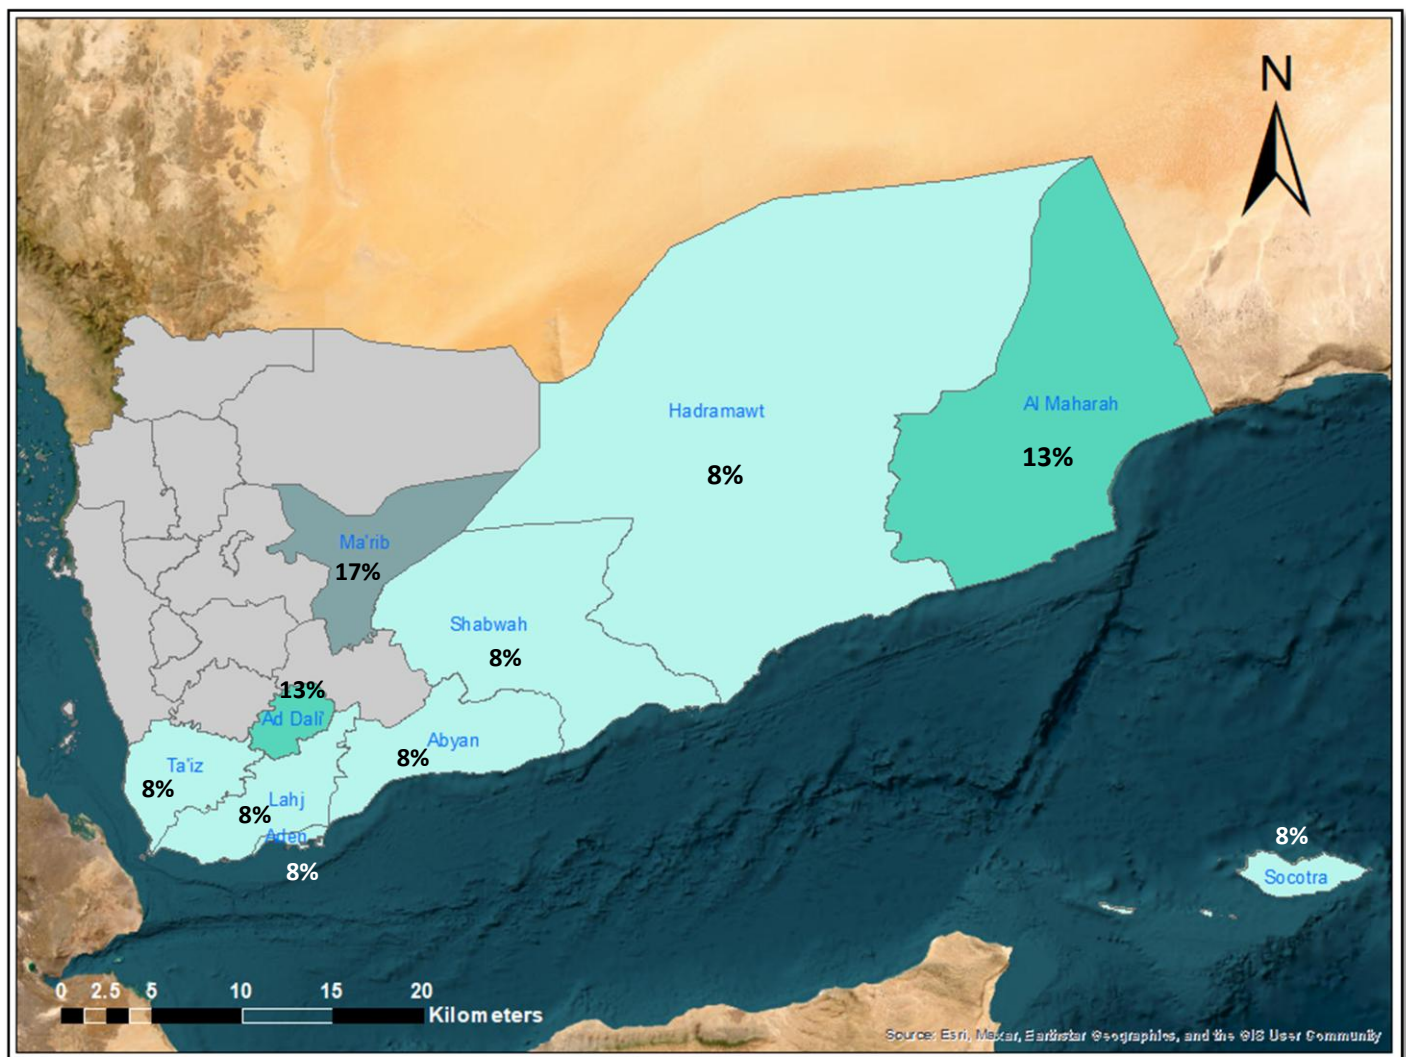 N
Hadramawt
8%
Al Maharah
13%
Ma'rib
17%
Shabwah
8%
13%
Ad Dali'
Abyan
8%
Ta'iz
8%
Lahj
8%
Aden
8%
8%
Socotra
0 2.5 5 10 15 20
Kilometers
Source: Esri, Maxar, Earthstar Geographics, and the GIS User Community